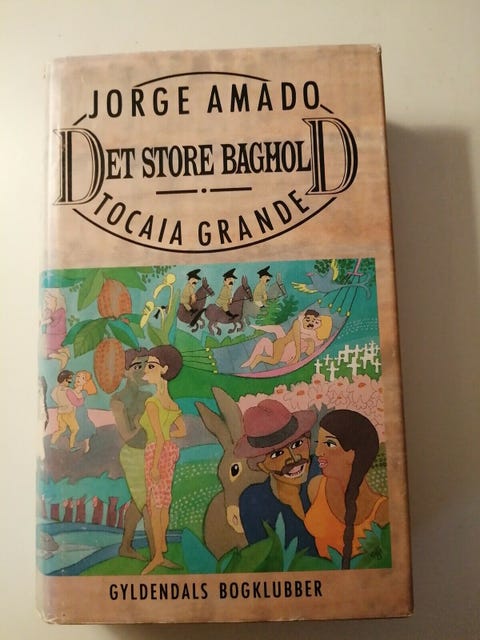 JORGE AMADO
DET STORE BAGHOLD
TOCAIA GRANDE
GYLDENDALS BOGKLUBBER